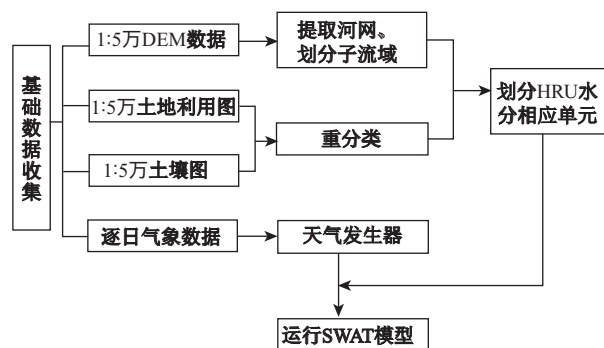 基础数据收集
1:5万DEM数据
提取河网、
划分子流域
1:5万土地利用图
1:5万土壤图
重分类
划分HRU水
分相应单元
逐日气象数据
天气发生器
运行SWAT模型